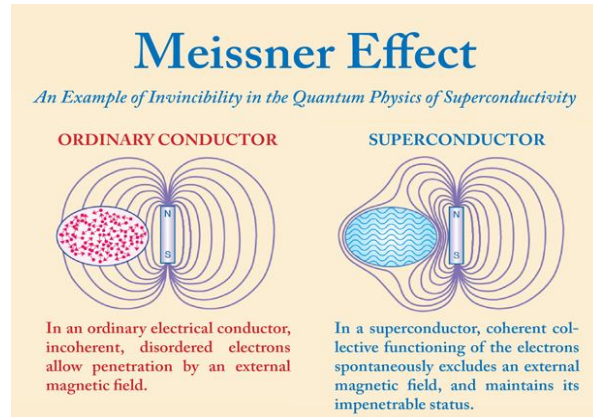 Meissner Effect
An Example of Invincibility in the Quantum Physics of Superconductivity
ORDINARY CONDUCTOR
N
S
In an ordinary electrical conductor,
incoherent, disordered electrons
allow penetration by an external
magnetic field.
SUPERCONDUCTOR
N
S
In a superconductor, coherent col-
lective functioning of the electrons
spontaneously excludes an external
magnetic field, and maintains its
impenetrable status.